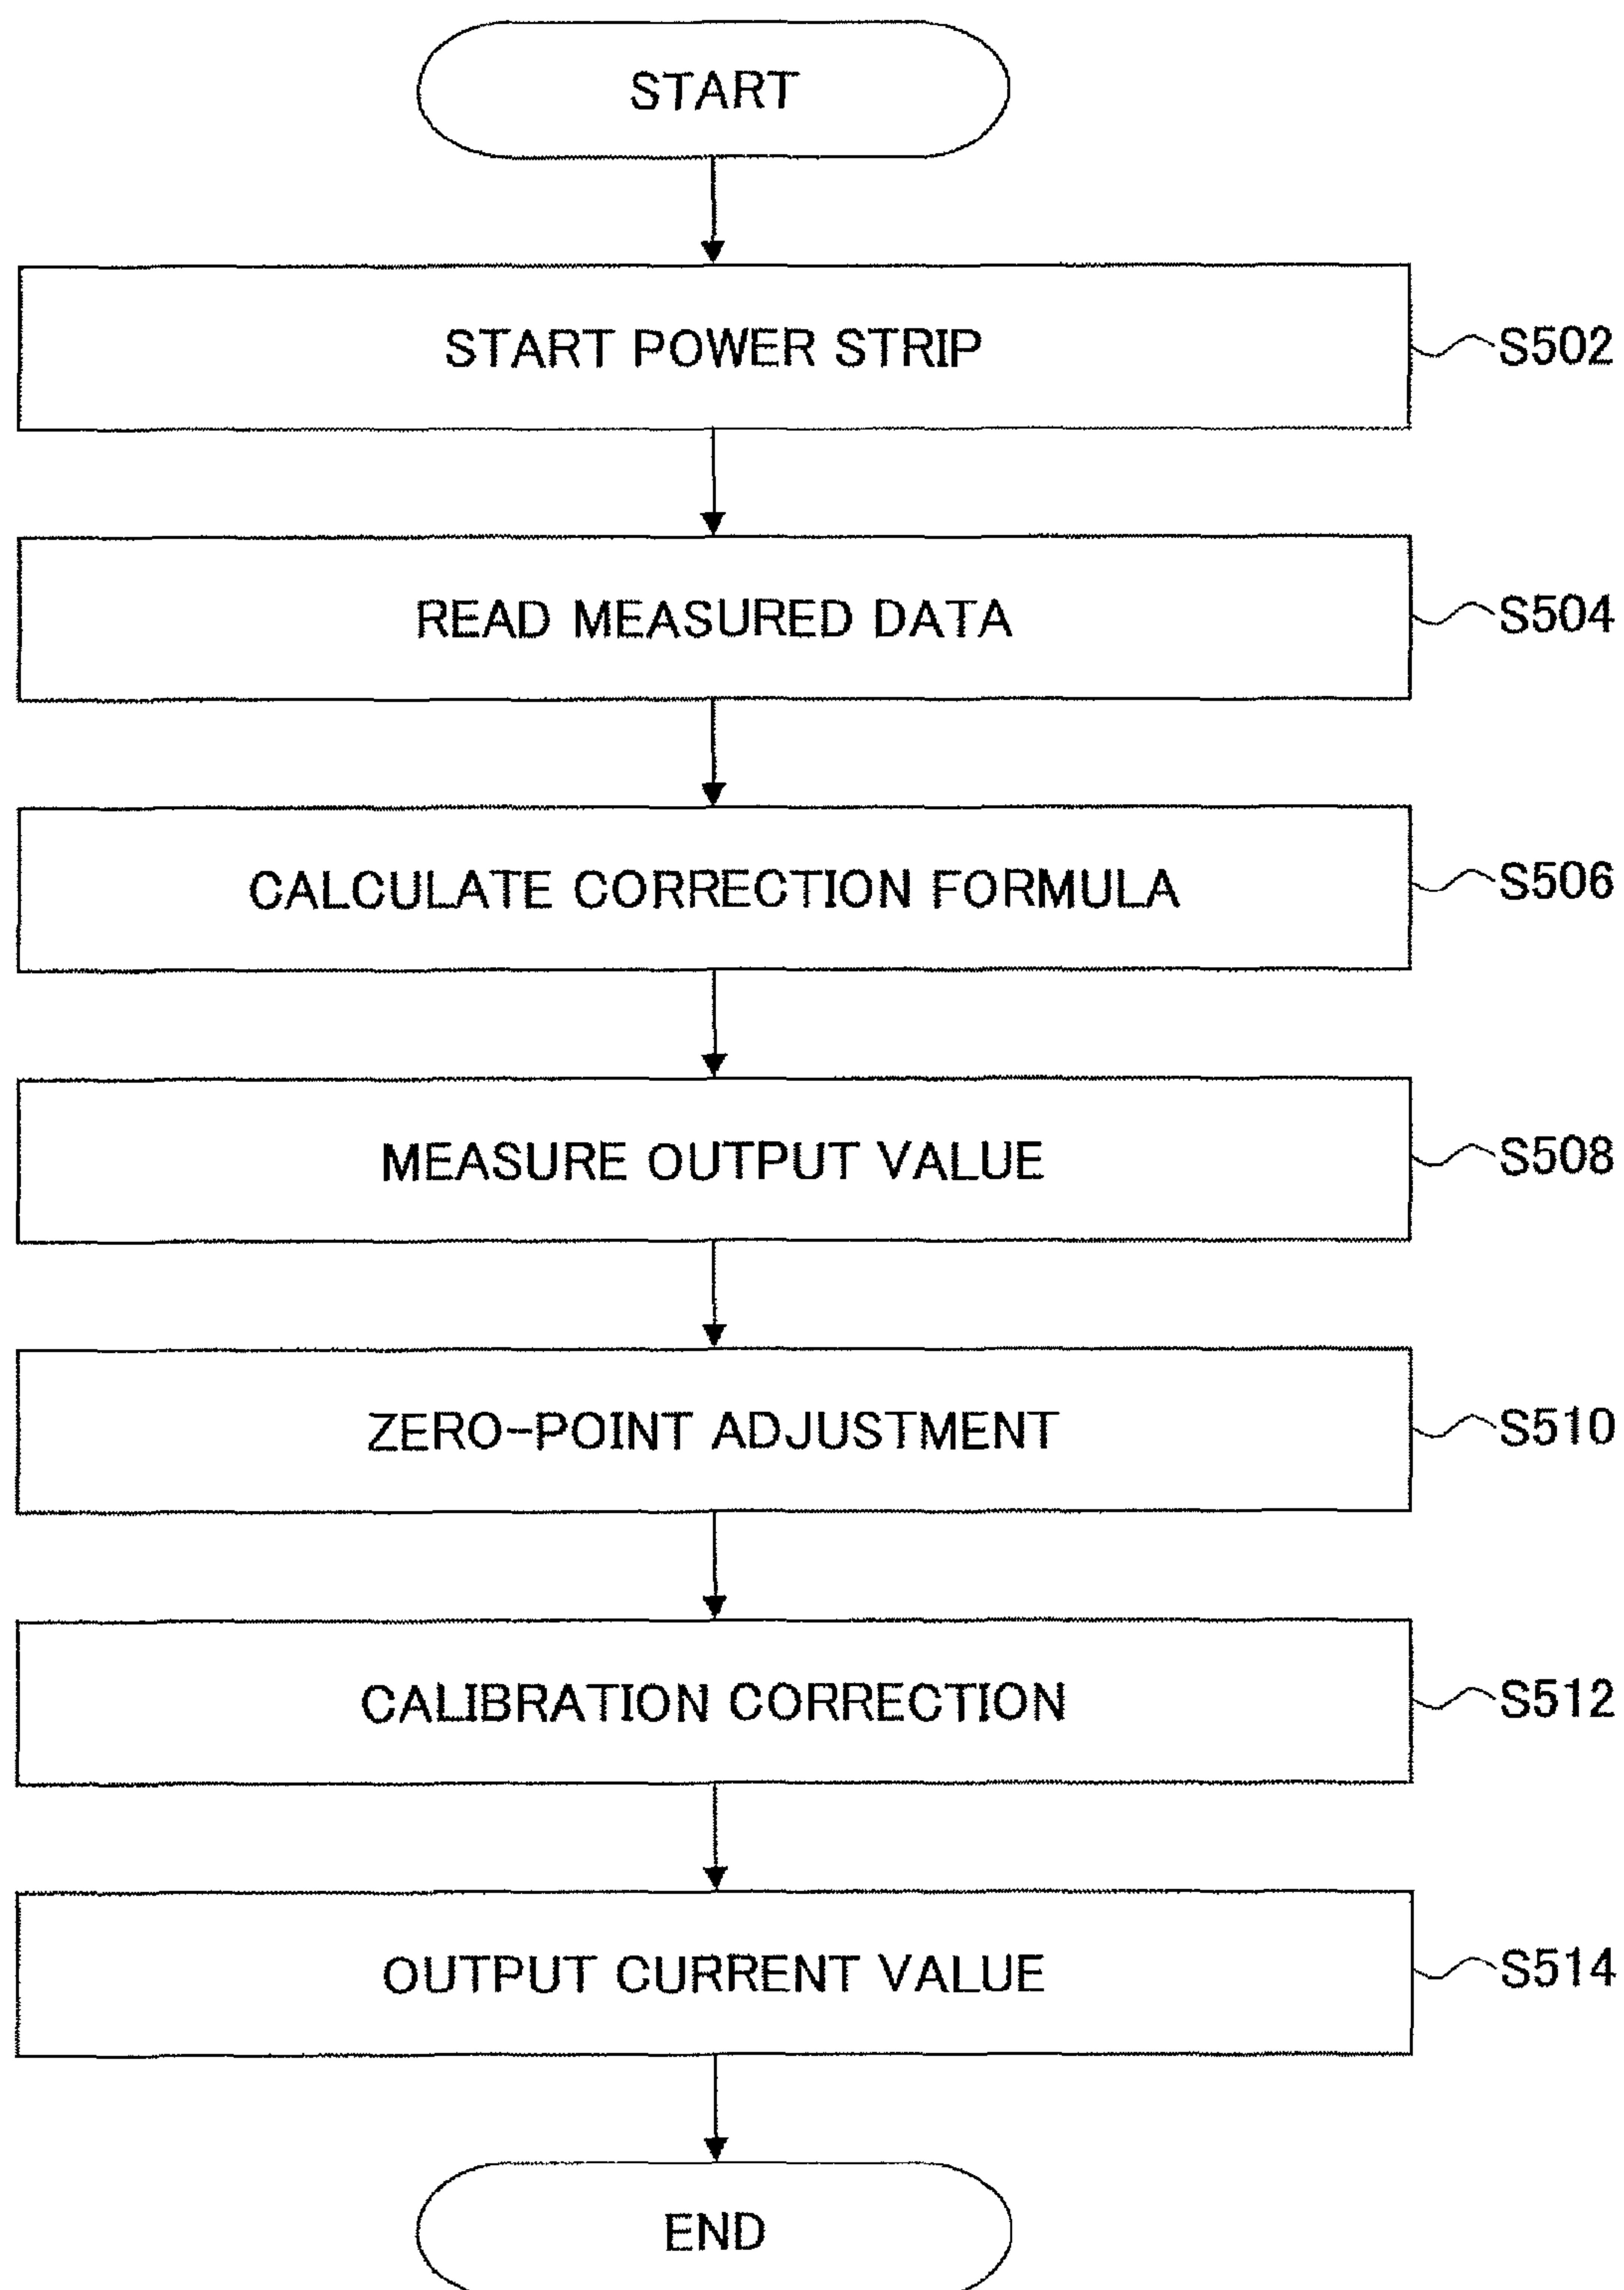 START
START POWER STRIP
S502
READ MEASURED DATA
S504
CALCULATE CORRECTION FORMULA
S506
MEASURE OUTPUT VALUE
S508
ZERO-POINT ADJUSTMENT
S510
CALIBRATION CORRECTION
S512
OUTPUT CURRENT VALUE
S514
END